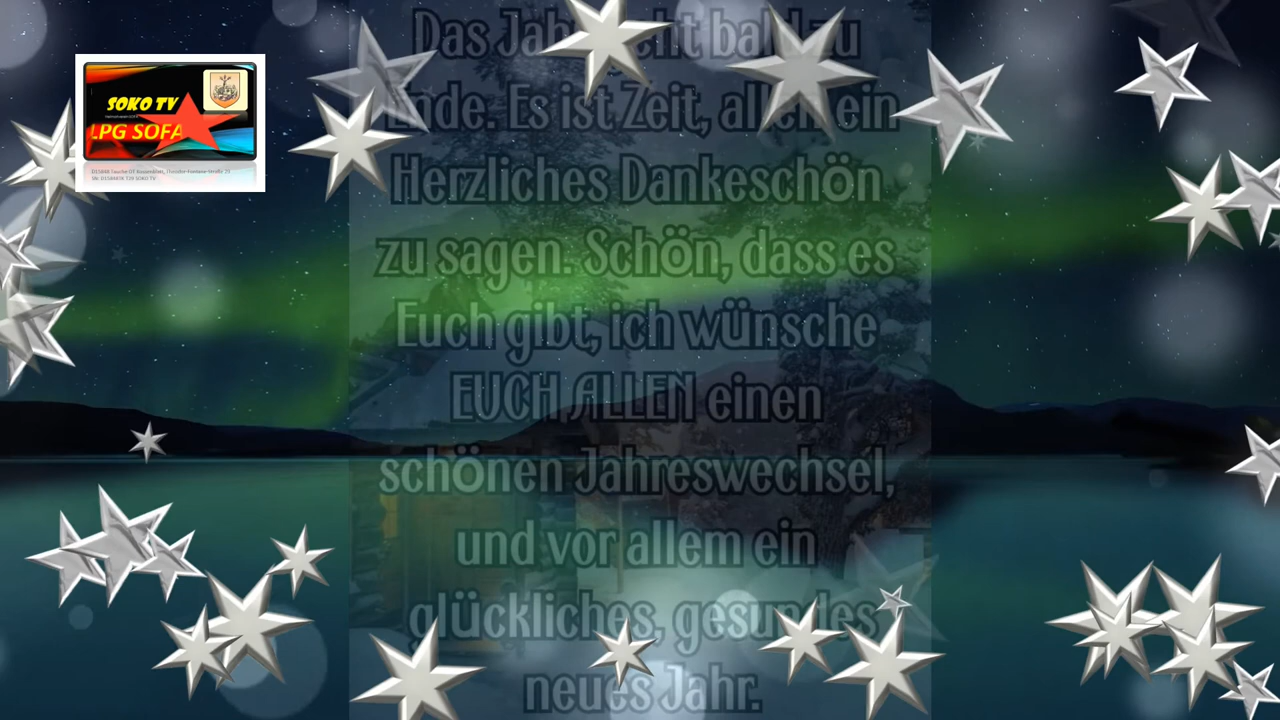 SOKO TV
LPG SOFA
Das Jahr geht bald zu
Ende. Es ist Zeit, allen ein
Herzliches Dankeschön
zu sagen. Schön, dass es
Euch gibt, ich wünsche
EUCH ALLEN einen
schönen Jahreswechsel,
und vor allem ein
glückliches, gesundes
neues Jahr.